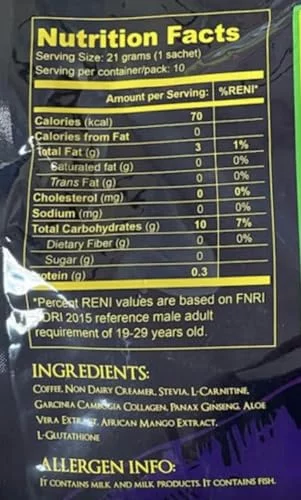 Nutrition Facts
Serving Size: 21 grams (1 sachet)
Serving per container/pack: 10
Amount per Serving: %RENI*
Calories (kcal) 70
Calories from Fat 0
Total Fat (g) 3 1%
Saturated fat (g) 0 0%
Trans Fat (g) 0 0%
Cholesterol (mg) 0 0%
Sodium (mg) 0 0%
Total Carbohydrates (g) 10 7%
Dietary Fiber (g) 0 0%
Sugar (g) 0
otein (g) 0.3
*Percent RENI values are based on FNRI
DRI 2015 reference male adult
requirement of 19-29 years old.
INGREDIENTS:
COFFEE, NON DAIRY CREAMER, STEVIA, L-CARNITINE,
GARCINIA CAMBOGIA COLLAGEN, PANAX GINSENG, ALOE
VERA EXTRACT, AFRICAN MANGO EXTRACT,
L-GLUTATHIONE
ALLERGEN INFO:
IT CONTAINS MILK AND MILK PRODUCTS. IT CONTAINS FISH.